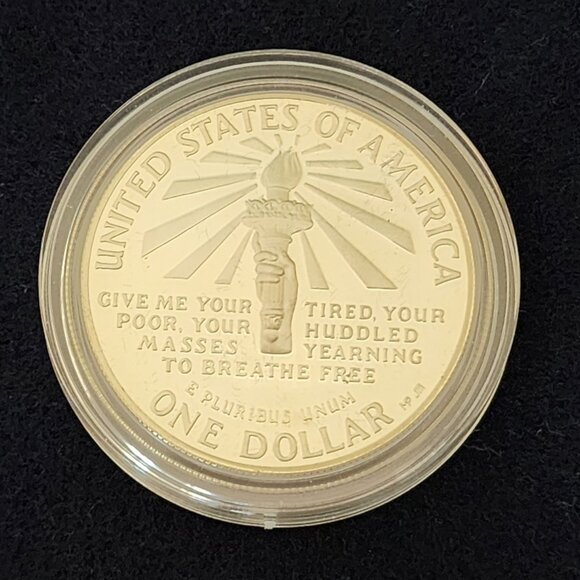 UNITED STATES OF AMERICA
GIVE ME YOUR TIRED, YOUR
POOR, YOUR HUDDLED
MASSES YEARNING
TO BREATHE FREE
E PLURIBUS UNUM
ONE DOLLAR